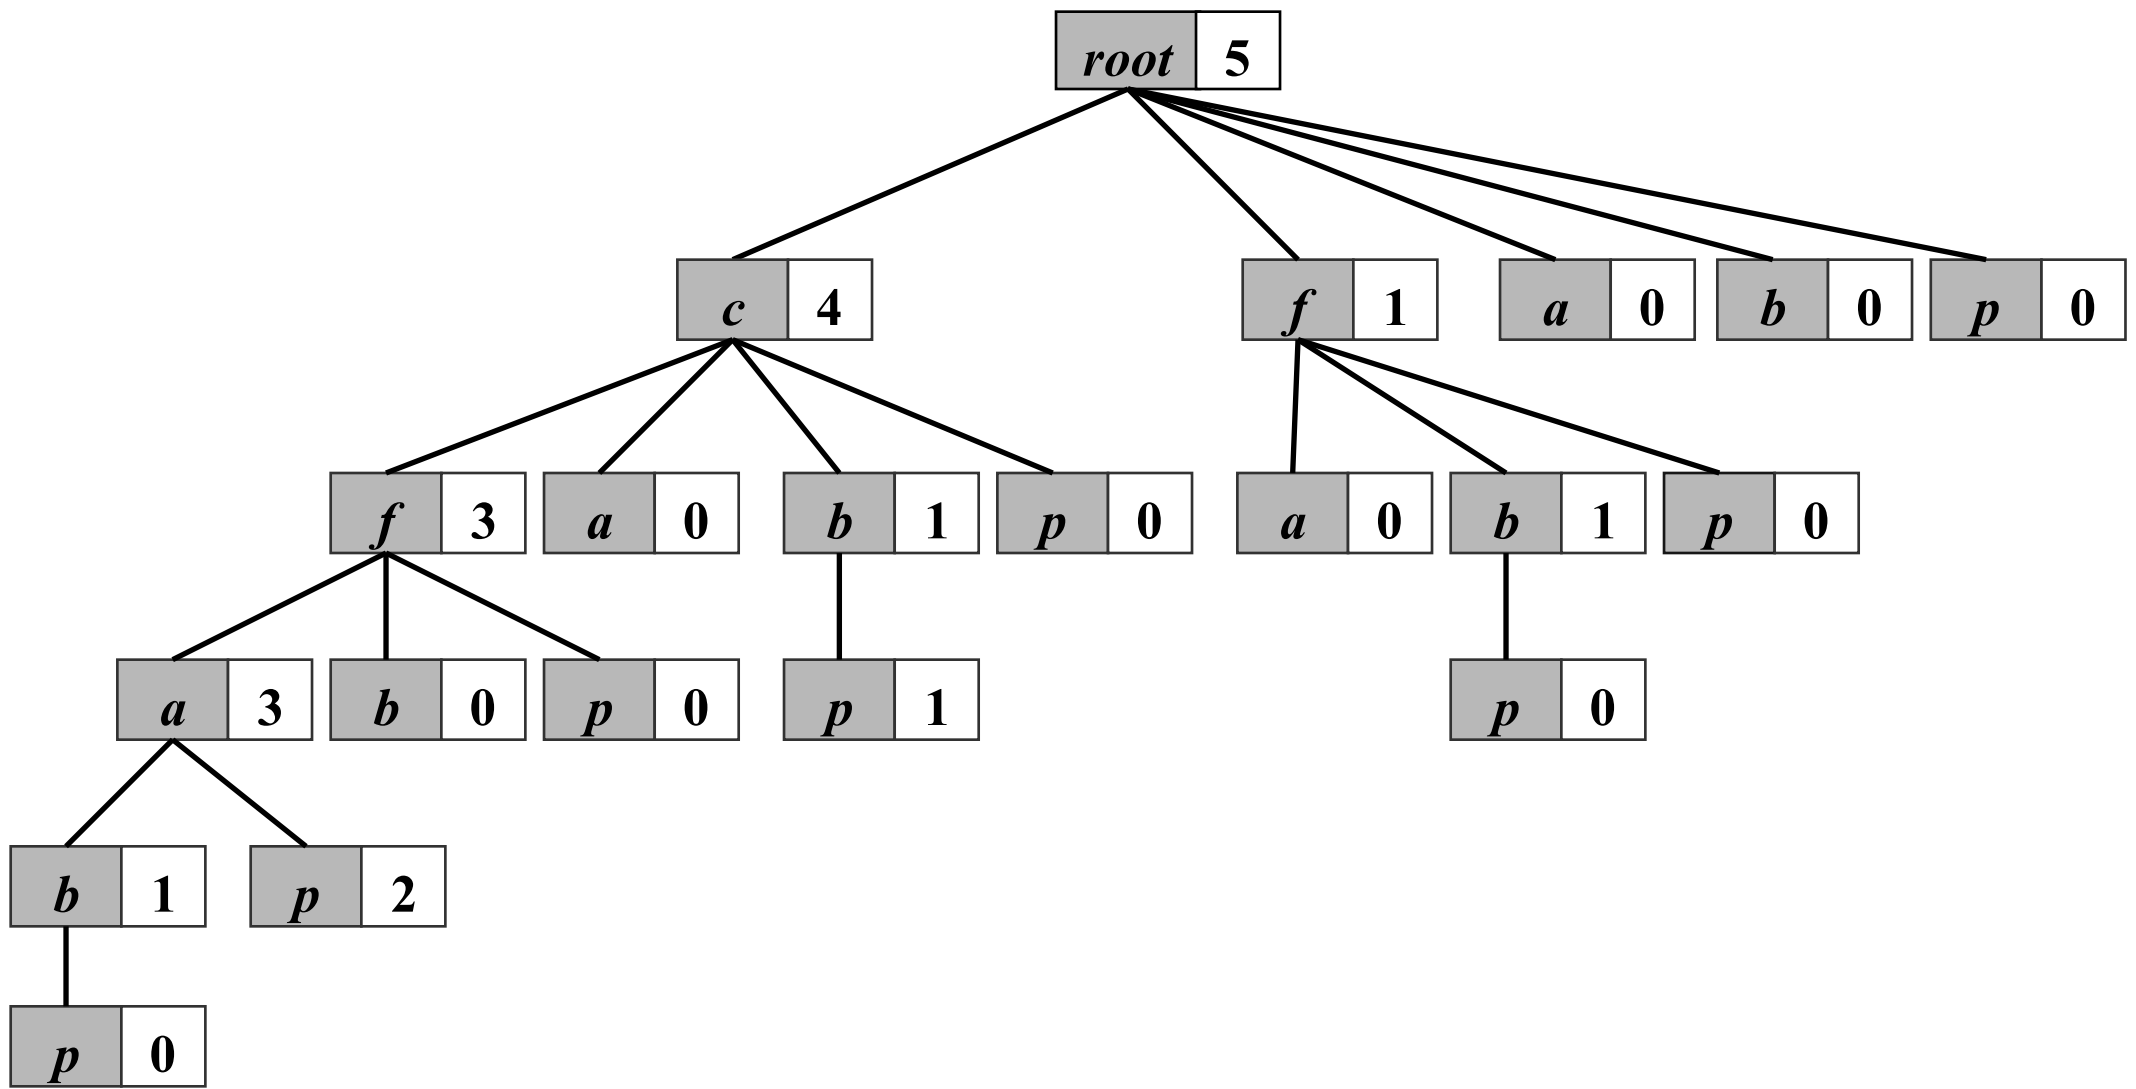 root 5
c 4 f 1 a 0 b 0 p 0
f 3 a 0 b 1 p 0 a 0 b 1 p 0
a 3 b 0 p 0 p 1 p 0
b 1 p 2
p 0